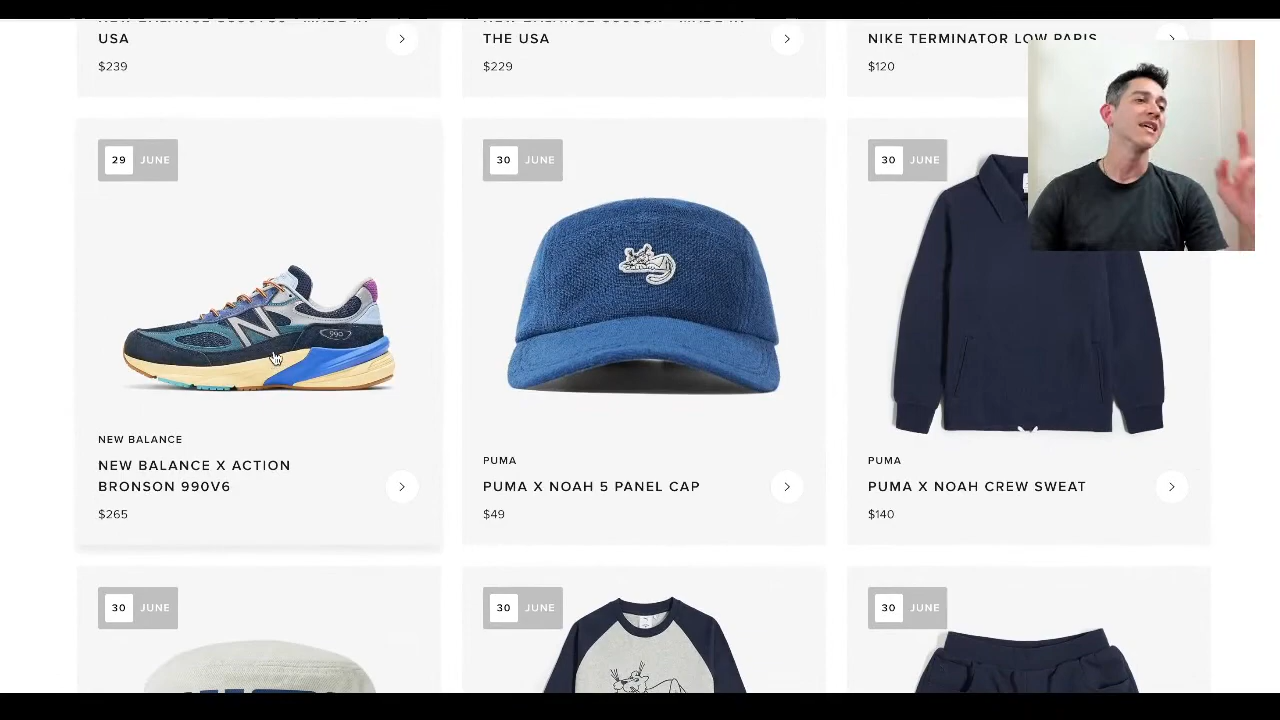 USA
$239
THE USA
$229
NIKE TERMINATOR LOW PARIS
$120
29 JUNE
N
990
NEW BALANCE
NEW BALANCE X ACTION
BRONSON 990V6
$265
30 JUNE
PUMA
PUMA X NOAH 5 PANEL CAP
$49
30 JUNE
PUMA
PUMA X NOAH CREW SWEAT
$140
30 JUNE
30 JUNE
30 JUNE